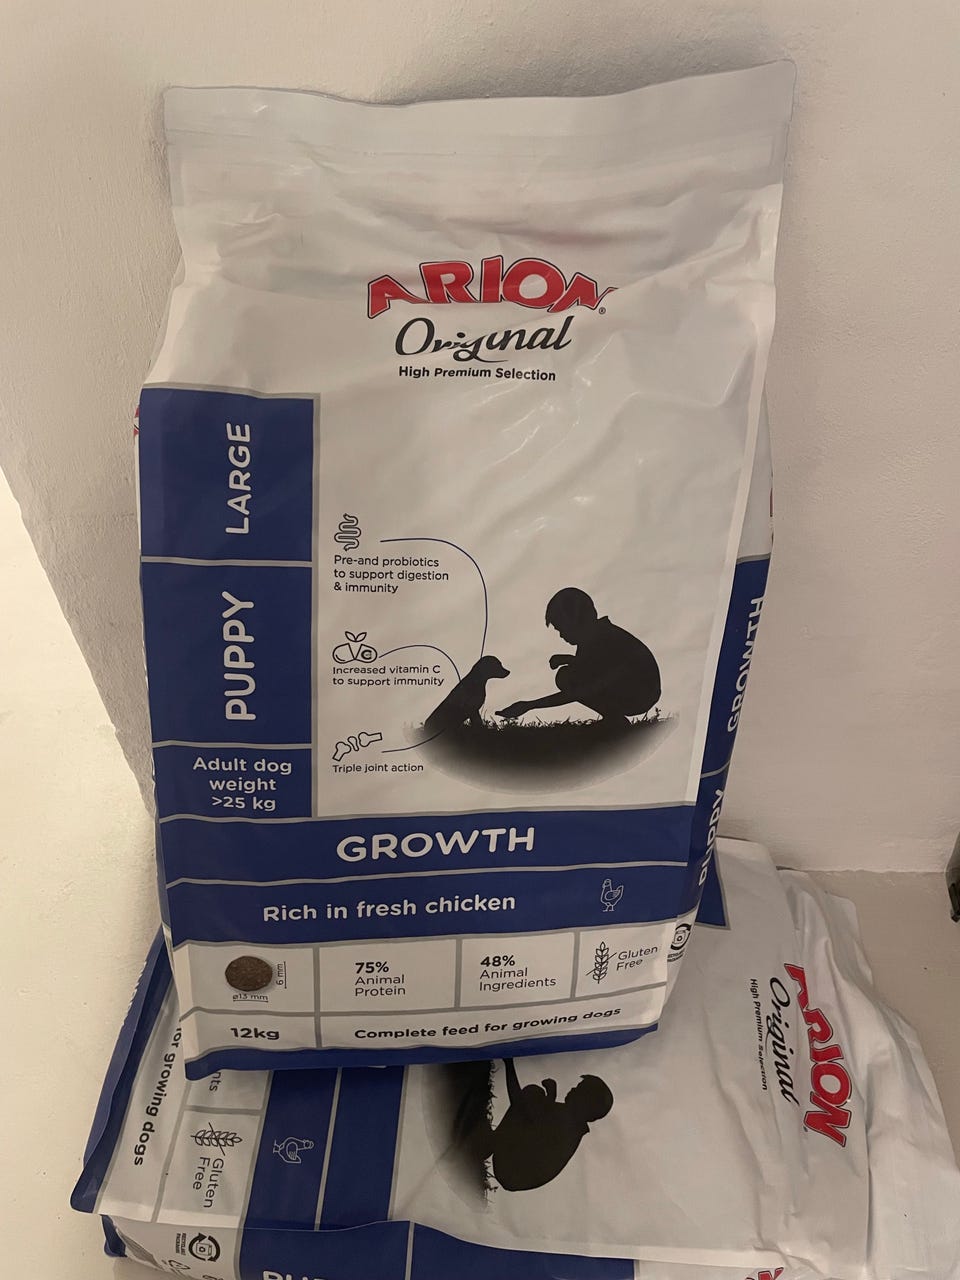 ARION®
Original
High Premium Selection
LARGE
PUPPY
Adult dog
weight
>25 kg
Pre-and probiotics
to support digestion
& immunity
Increased vitamin C
to support immunity
C
Triple joint action
GROWTH
Rich in fresh chicken
6 mm
ø13 mm
75%
Animal
Protein
48%
Animal
Ingredients
Gluten
Free
12kg
Complete feed for growing dogs
GROWTH
PUPPY
ARION
Original
High Premium Selection
for growing dogs
nts
Gluten
Free